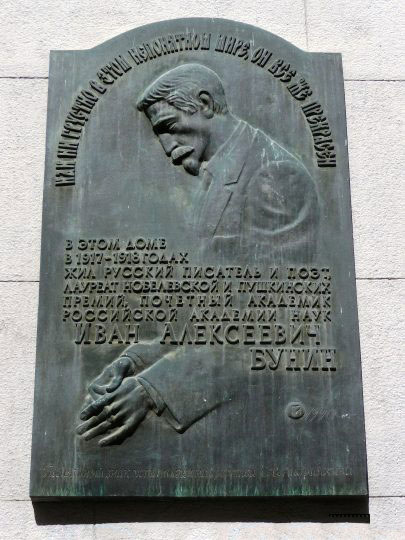 КАК НИ ГРУСТНО В ЭТОМ НЕПОНЯТНОМ МИРЕ, ОН ВСЕ ЖЕ ПРЕКРАСЕН
В ЭТОМ ДОМЕ
В 1917-1918 ГОДАХ
ЖИЛ РУССКИЙ ПИСАТЕЛЬ И ПОЭТ,
ЛАУРЕАТ НОБЕЛЕВСКОЙ И ПУШКИНСКИХ
ПРЕМИЙ, ПОЧЕТНЫЙ АКАДЕМИК
РОССИЙСКОЙ АКАДЕМИИ НАУК
ИВАН АЛЕКСЕЕВИЧ
БУНИН